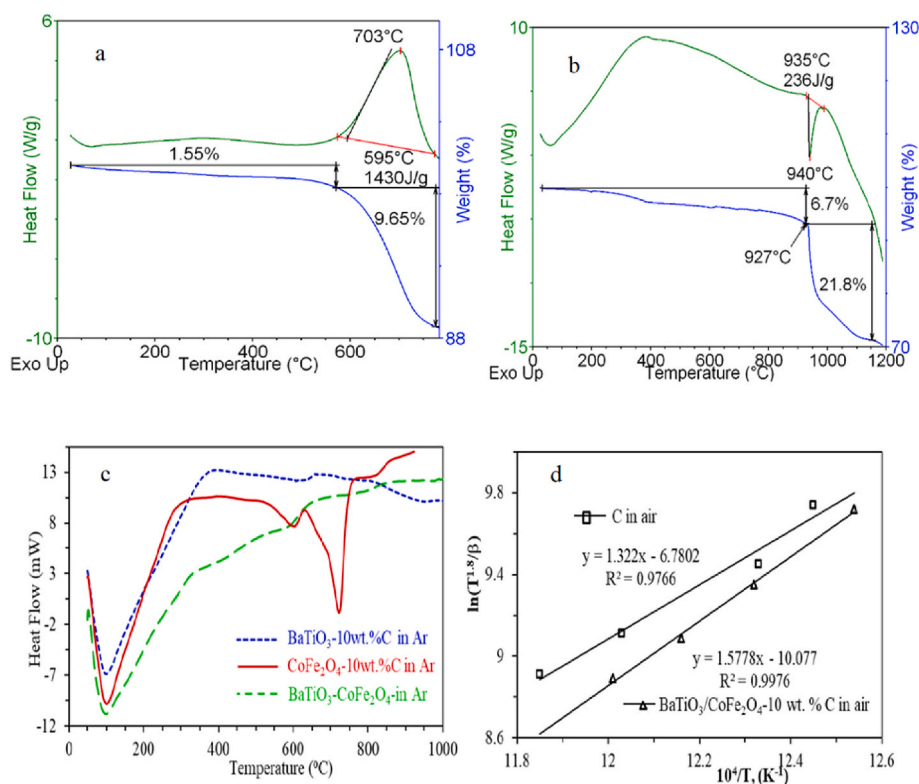 6
a
703°C
108
1.55%
595°C
1430J/g
9.65%
Heat Flow (W/g)
Weight (%)
-10
88
0
200
400
600
Exo Up
Temperature (°C)
10
b
130
935°C
236J/g
940°C
6.7%
927°C
21.8%
Heat Flow (W/g)
Weight (%)
-15
70
0
200
400
600
800
1000
1200
Exo Up
Temperature (°C)
c
13
8
3
-2
-7
-12
Heat Flow (mW)
BaTiO₃-10wt.%C in Ar
CoFe₂O₄-10wt.%C in Ar
BaTiO₃-CoFe₂O₄-in Ar
0
200
400
600
800
1000
Temperature (⁰C)
d
9.8
9.4
9
8.6
ln(T¹·⁸/β)
C in air
y = 1.322x - 6.7802
R² = 0.9766
y = 1.5778x - 10.077
R² = 0.9976
BaTiO₃/CoFe₂O₄-10 wt. % C in air
11.8
12
12.2
12.4
12.6
10⁴/T, (K⁻¹)